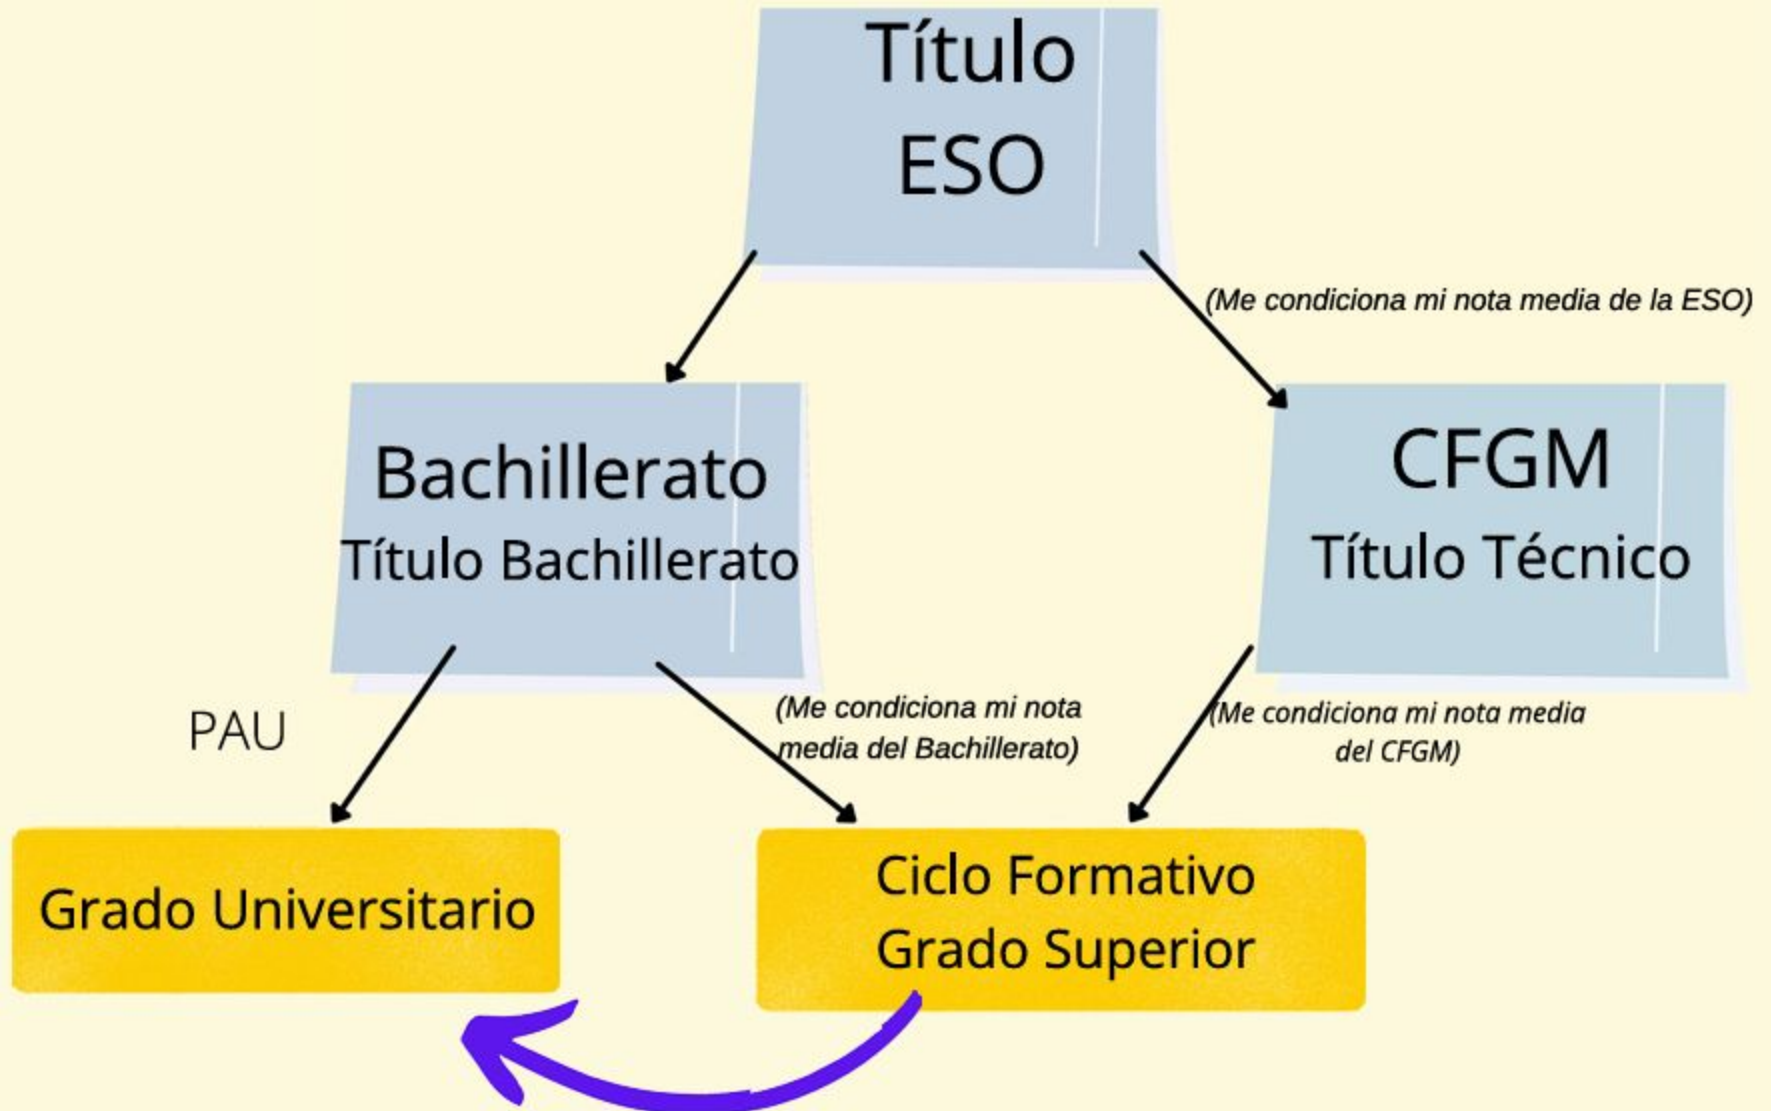 Título
ESO
(Me condiciona mi nota media de la ESO)
Bachillerato
Título Bachillerato
CFGM
Título Técnico
PAU
(Me condiciona mi nota
media del Bachillerato)
(Me condiciona mi nota media
del CFGM)
Grado Universitario
Ciclo Formativo
Grado Superior